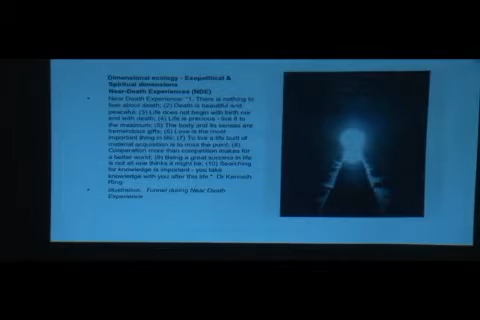 Dimensional ecology - Exopolitical &
Spiritual dimensions
Near-Death Experiences (NDE)
• Near Death Experience: "1. There is nothing to
fear about death; (2) Death is beautiful and
peaceful; (3) Life does not begin with birth nor
end with death; (4) Life is precious - live it to
the maximum; (5) The body and its senses are
tremendous gifts; (6) Love is the most
important thing in life; (7) To live a life built of
material acquisition is to miss the point; (8)
Cooperation more than competition makes for
a better world; (9) Being a great success in life
is not all one thinks it might be; (10) Searching
for knowledge is important - you take
knowledge with you after this life." Dr Kenneth
Ring
• Illustration: Tunnel during Near Death
Experience